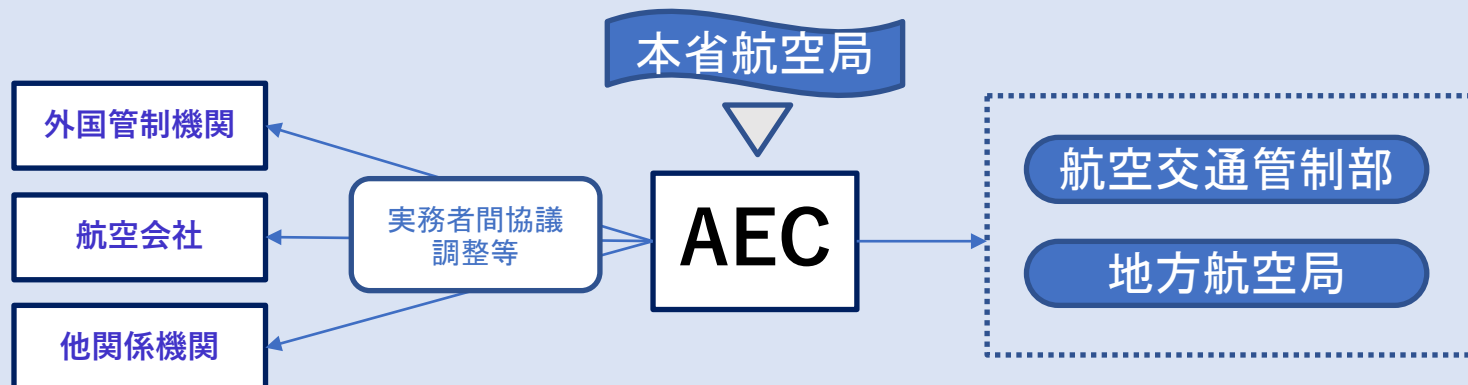 本省航空局
外国管制機関
航空会社
他関係機関
実務者間協議
調整等
AEC
航空交通管制部
地方航空局